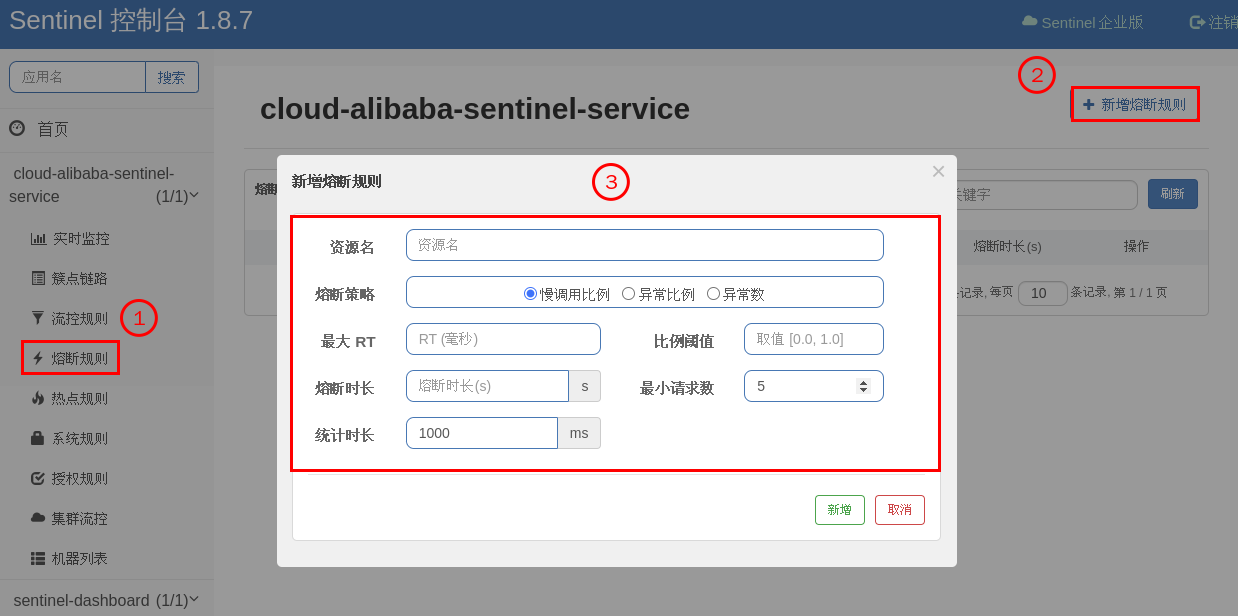 Sentinel 控制台 1.8.7
Sentinel 企业版
注销
应用名
搜索
首页
cloud-alibaba-sentinel-service (1/1)
实时监控
簇点链路
流控规则
1
熔断规则
热点规则
系统规则
授权规则
集群流控
机器列表
sentinel-dashboard (1/1)
cloud-alibaba-sentinel-service
2
新增熔断规则
熔断
关键字
刷新
熔断时长(s)
操作
条记录, 每页 10 条记录, 第 1 / 1 页
新增熔断规则
3
×
资源名
资源名
熔断策略
慢调用比例 异常比例 异常数
最大 RT
RT (毫秒)
比例阈值
取值 [0.0, 1.0]
熔断时长
熔断时长(s)
s
最小请求数
5
统计时长
1000
ms
新增
取消